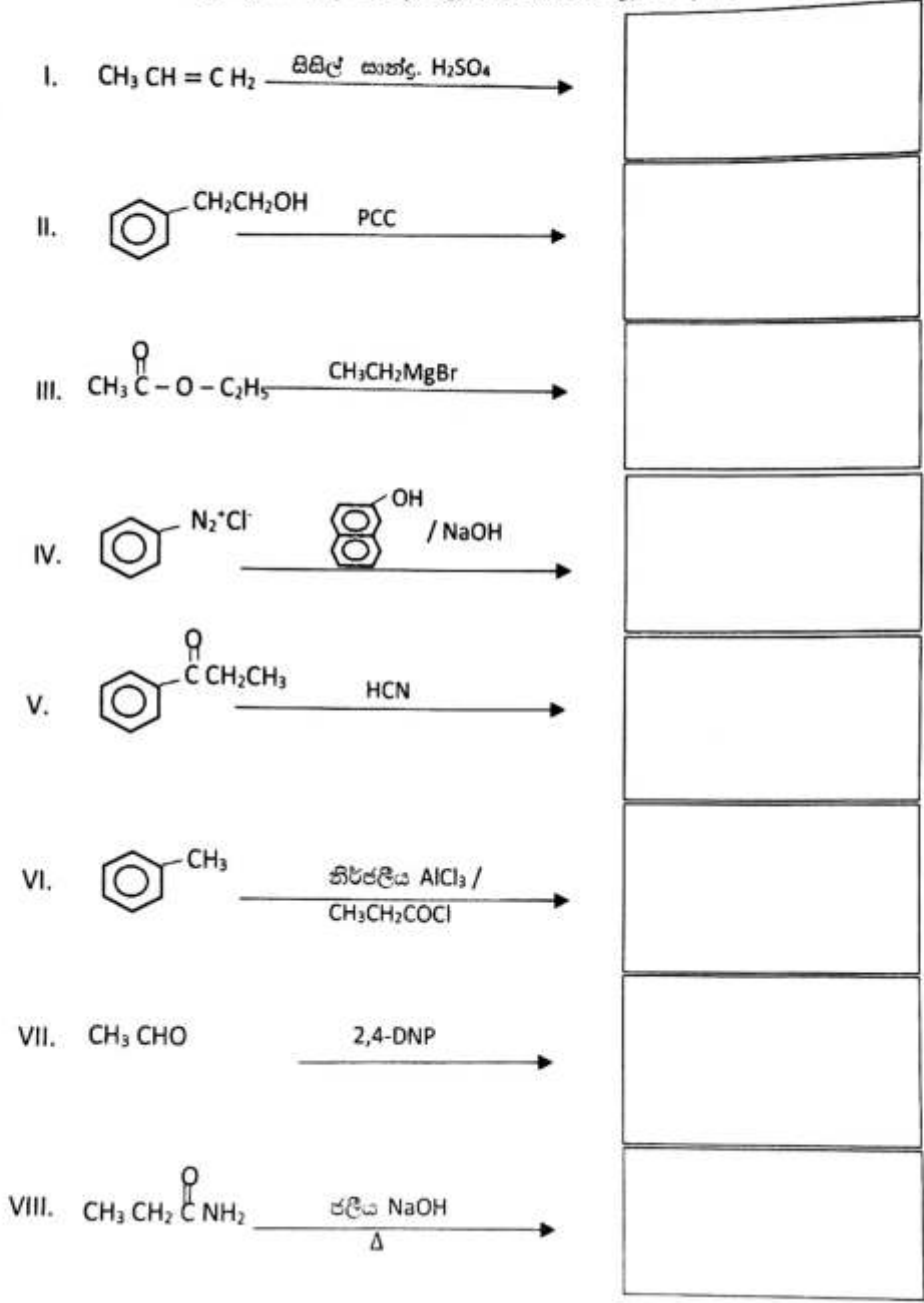 I. CH₃ CH = C H₂ සිසිල් සාන්ද්‍ර. H₂SO₄
II. CH₂CH₂OH PCC
O
III. CH₃ C – O – C₂H₅ CH₃CH₂MgBr
OH
IV. N₂⁺Cl⁻ / NaOH
O
V. C CH₂CH₃ HCN
VI. CH₃ නිර්ජලීය AlCl₃ /
CH₃CH₂COCl
VII. CH₃ CHO 2,4-DNP
O
VIII. CH₃ CH₂ C NH₂ ජලීය NaOH
Δ